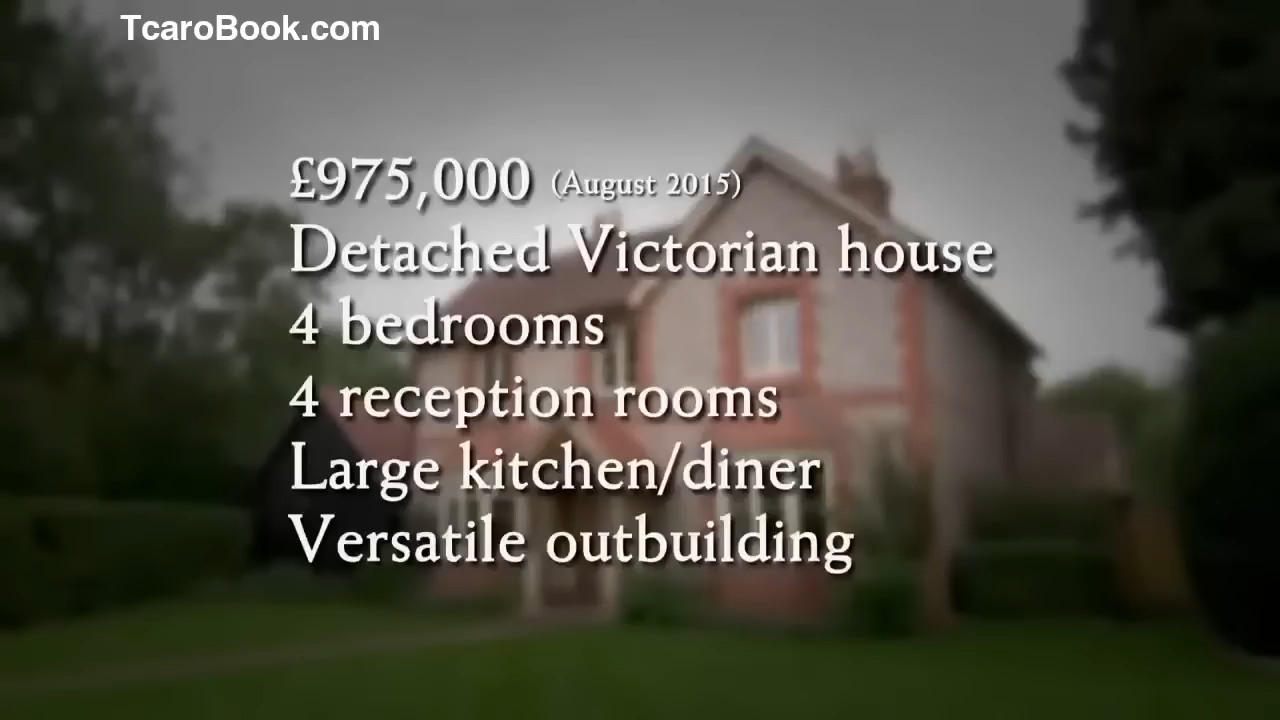 TcaroBook.com
£975,000 (August 2015)
Detached Victorian house
4 bedrooms
4 reception rooms
Large kitchen/diner
Versatile outbuilding